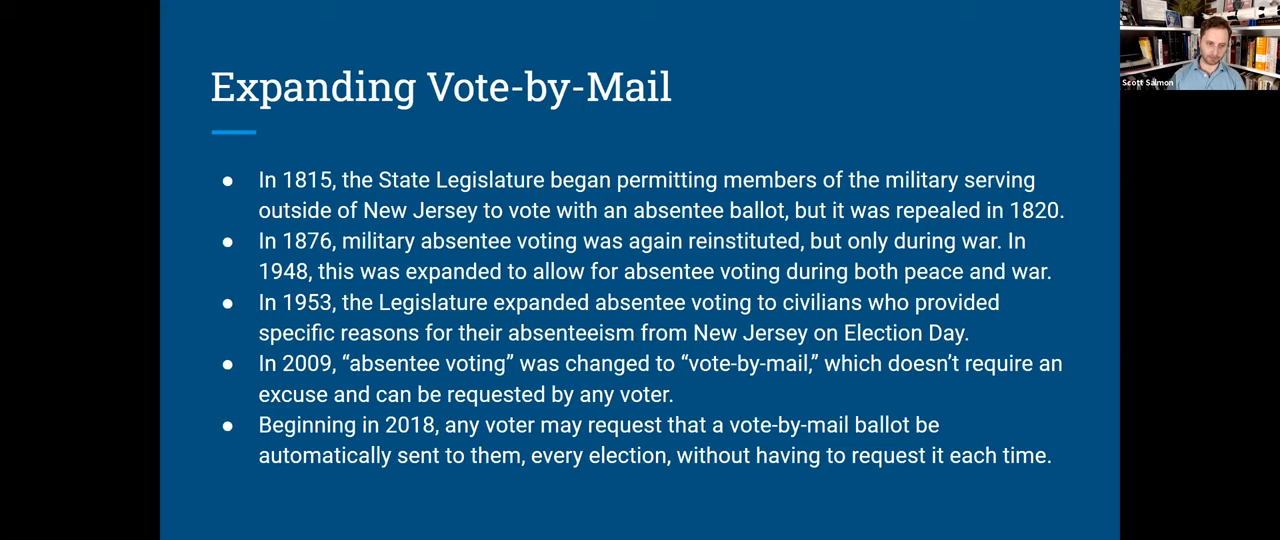 Expanding Vote-by-Mail
Scott Salmon
● In 1815, the State Legislature began permitting members of the military serving
outside of New Jersey to vote with an absentee ballot, but it was repealed in 1820.
● In 1876, military absentee voting was again reinstituted, but only during war. In
1948, this was expanded to allow for absentee voting during both peace and war.
● In 1953, the Legislature expanded absentee voting to civilians who provided
specific reasons for their absenteeism from New Jersey on Election Day.
● In 2009, “absentee voting” was changed to “vote-by-mail,” which doesn’t require an
excuse and can be requested by any voter.
● Beginning in 2018, any voter may request that a vote-by-mail ballot be
automatically sent to them, every election, without having to request it each time.